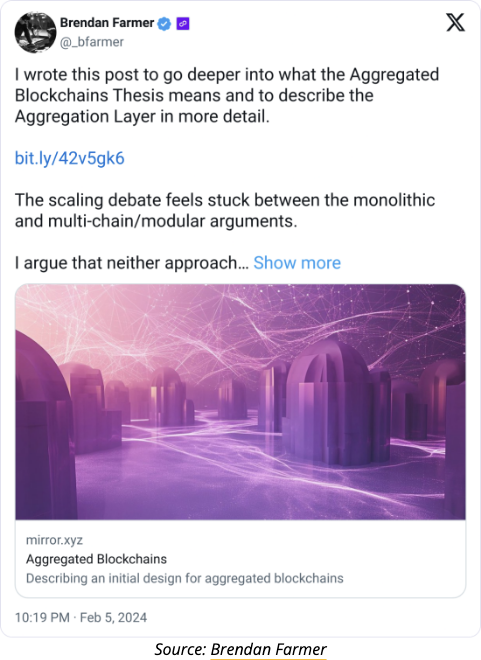 Brendan Farmer
@_bfarmer
I wrote this post to go deeper into what the Aggregated
Blockchains Thesis means and to describe the
Aggregation Layer in more detail.
bit.ly/42v5gk6
The scaling debate feels stuck between the monolithic
and multi-chain/modular arguments.
I argue that neither approach... Show more
mirror.xyz
Aggregated Blockchains
Describing an initial design for aggregated blockchains
10:19 PM · Feb 5, 2024
Source: Brendan Farmer